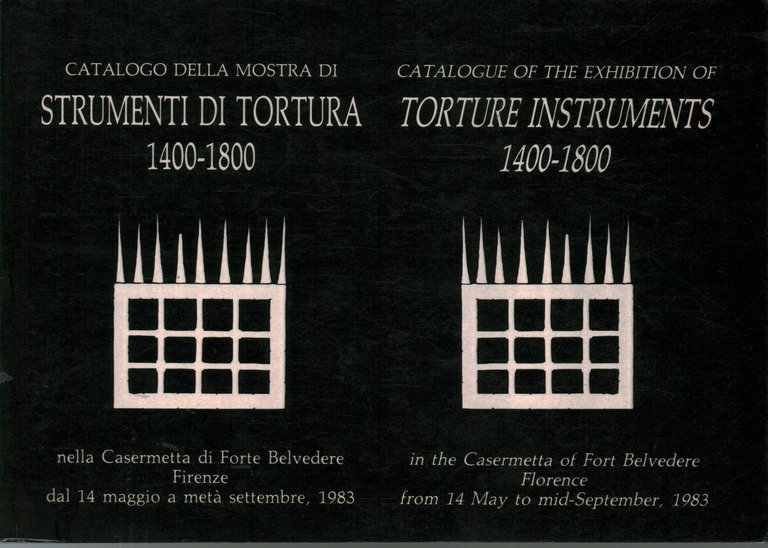 CATALOGO DELLA MOSTRA DI
STRUMENTI DI TORTURA
1400-1800
nella Casermetta di Forte Belvedere
Firenze
dal 14 maggio a metà settembre, 1983
CATALOGUE OF THE EXHIBITION OF
TORTURE INSTRUMENTS
1400-1800
in the Casermetta of Fort Belvedere
Florence
from 14 May to mid-September, 1983